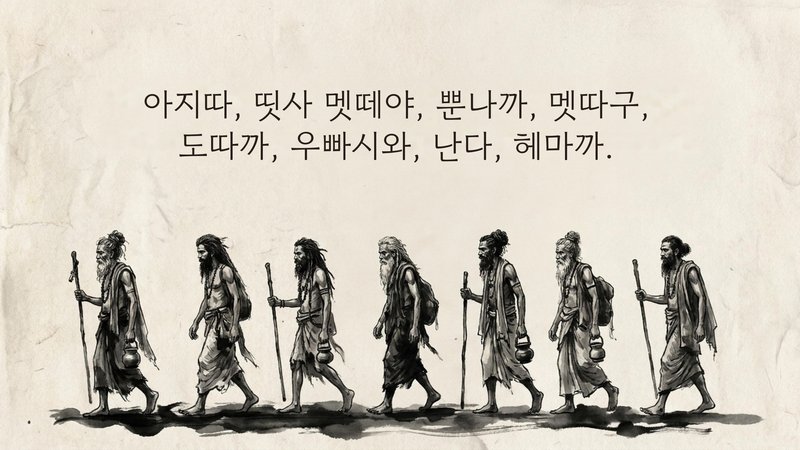 아지따, 띳사 멧떼야, 뿐나까, 멧따구,
도따까, 우빠시와, 난다, 헤마까.